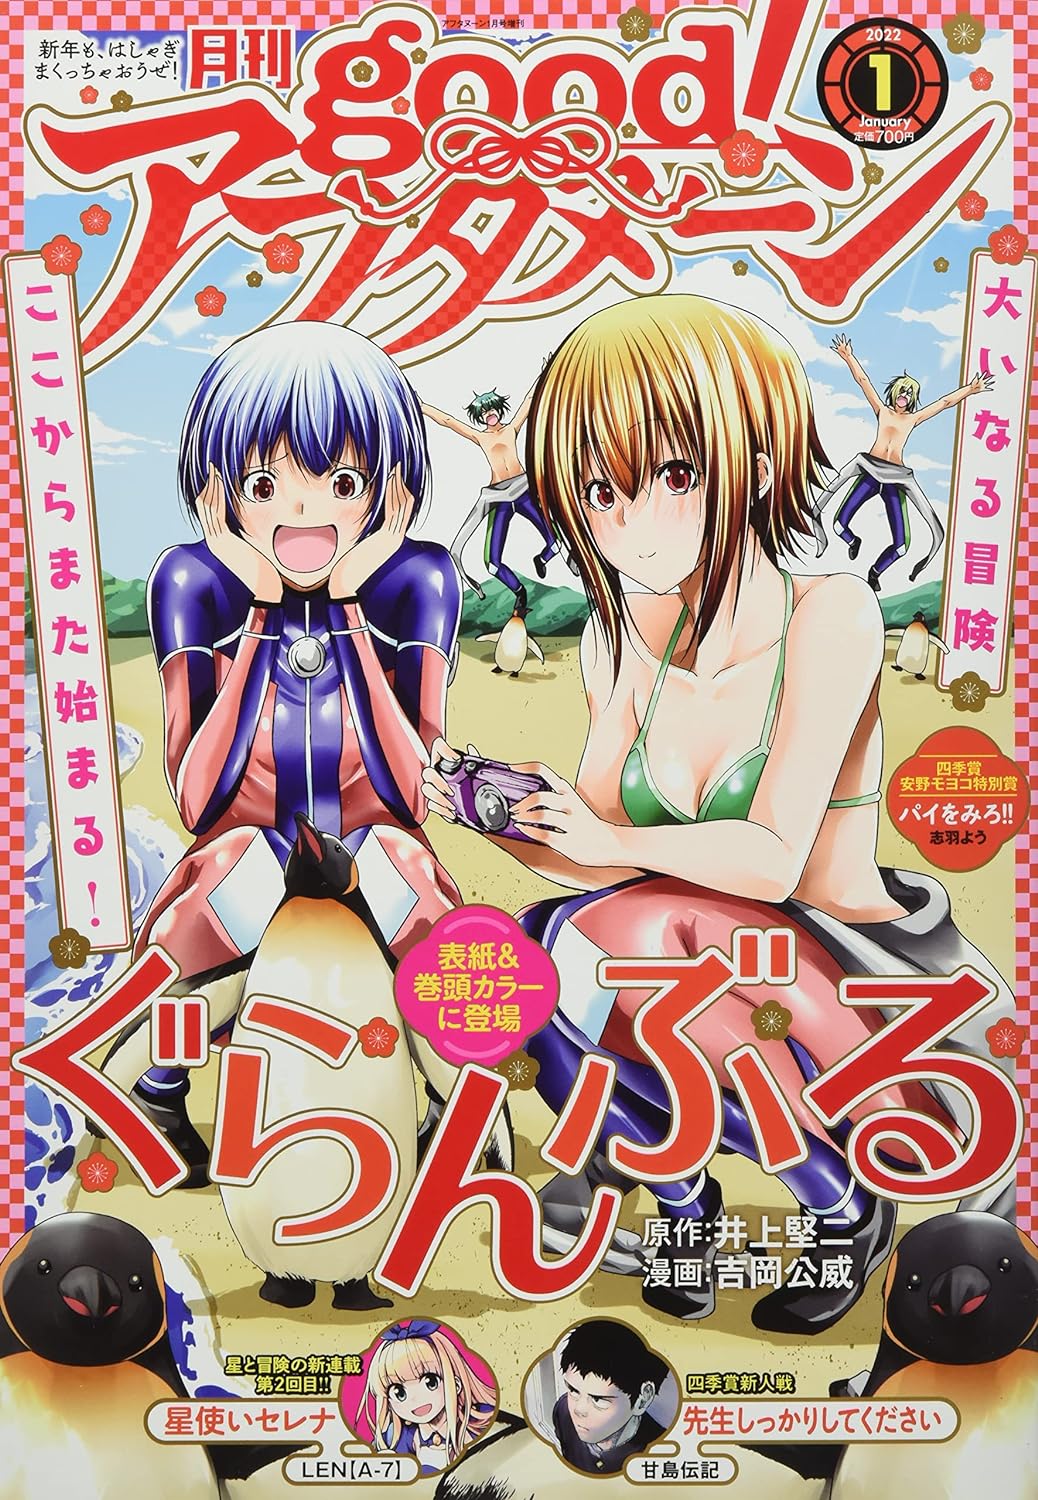 アフタヌーン1月号増刊
新年も、はしゃぎ
まくっちゃおうぜ!
月刊
good!
アフタヌーン
2022
1
January
定価700円
大いなる冒険
ここからまた始まる!
四季賞
安野モヨコ特別賞
パイをみろ!!
志羽よう
表紙&
巻頭カラー
に登場
ぐらんぶる
原作:井上堅二
漫画:吉岡公威
星と冒険の新連載
第2回目!!
星使いセレナ
LEN【A-7】
四季賞新人戦
先生しっかりしてください
甘島伝記